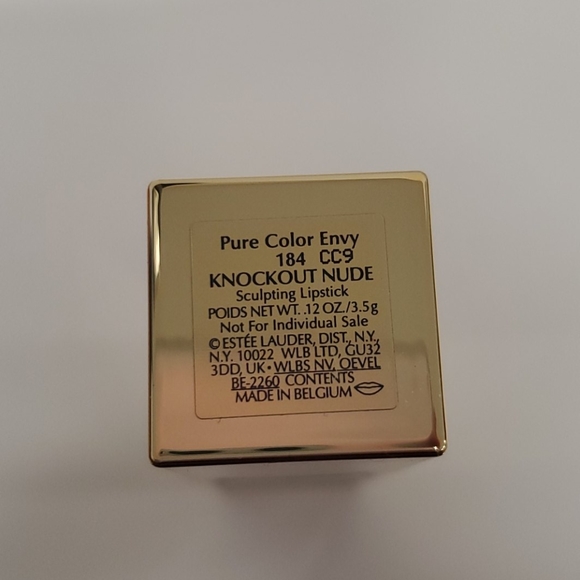 Pure Color Envy
184 CC9
KNOCKOUT NUDE
Sculpting Lipstick
POIDS NET WT. .12 OZ./3.5g
Not For Individual Sale
© ESTÉE LAUDER, DIST., N.Y.,
N.Y. 10022 WLB LTD, GU32
3DD, UK • WLBS NV, OEVEL
BE-2260 CONTENTS
MADE IN BELGIUM